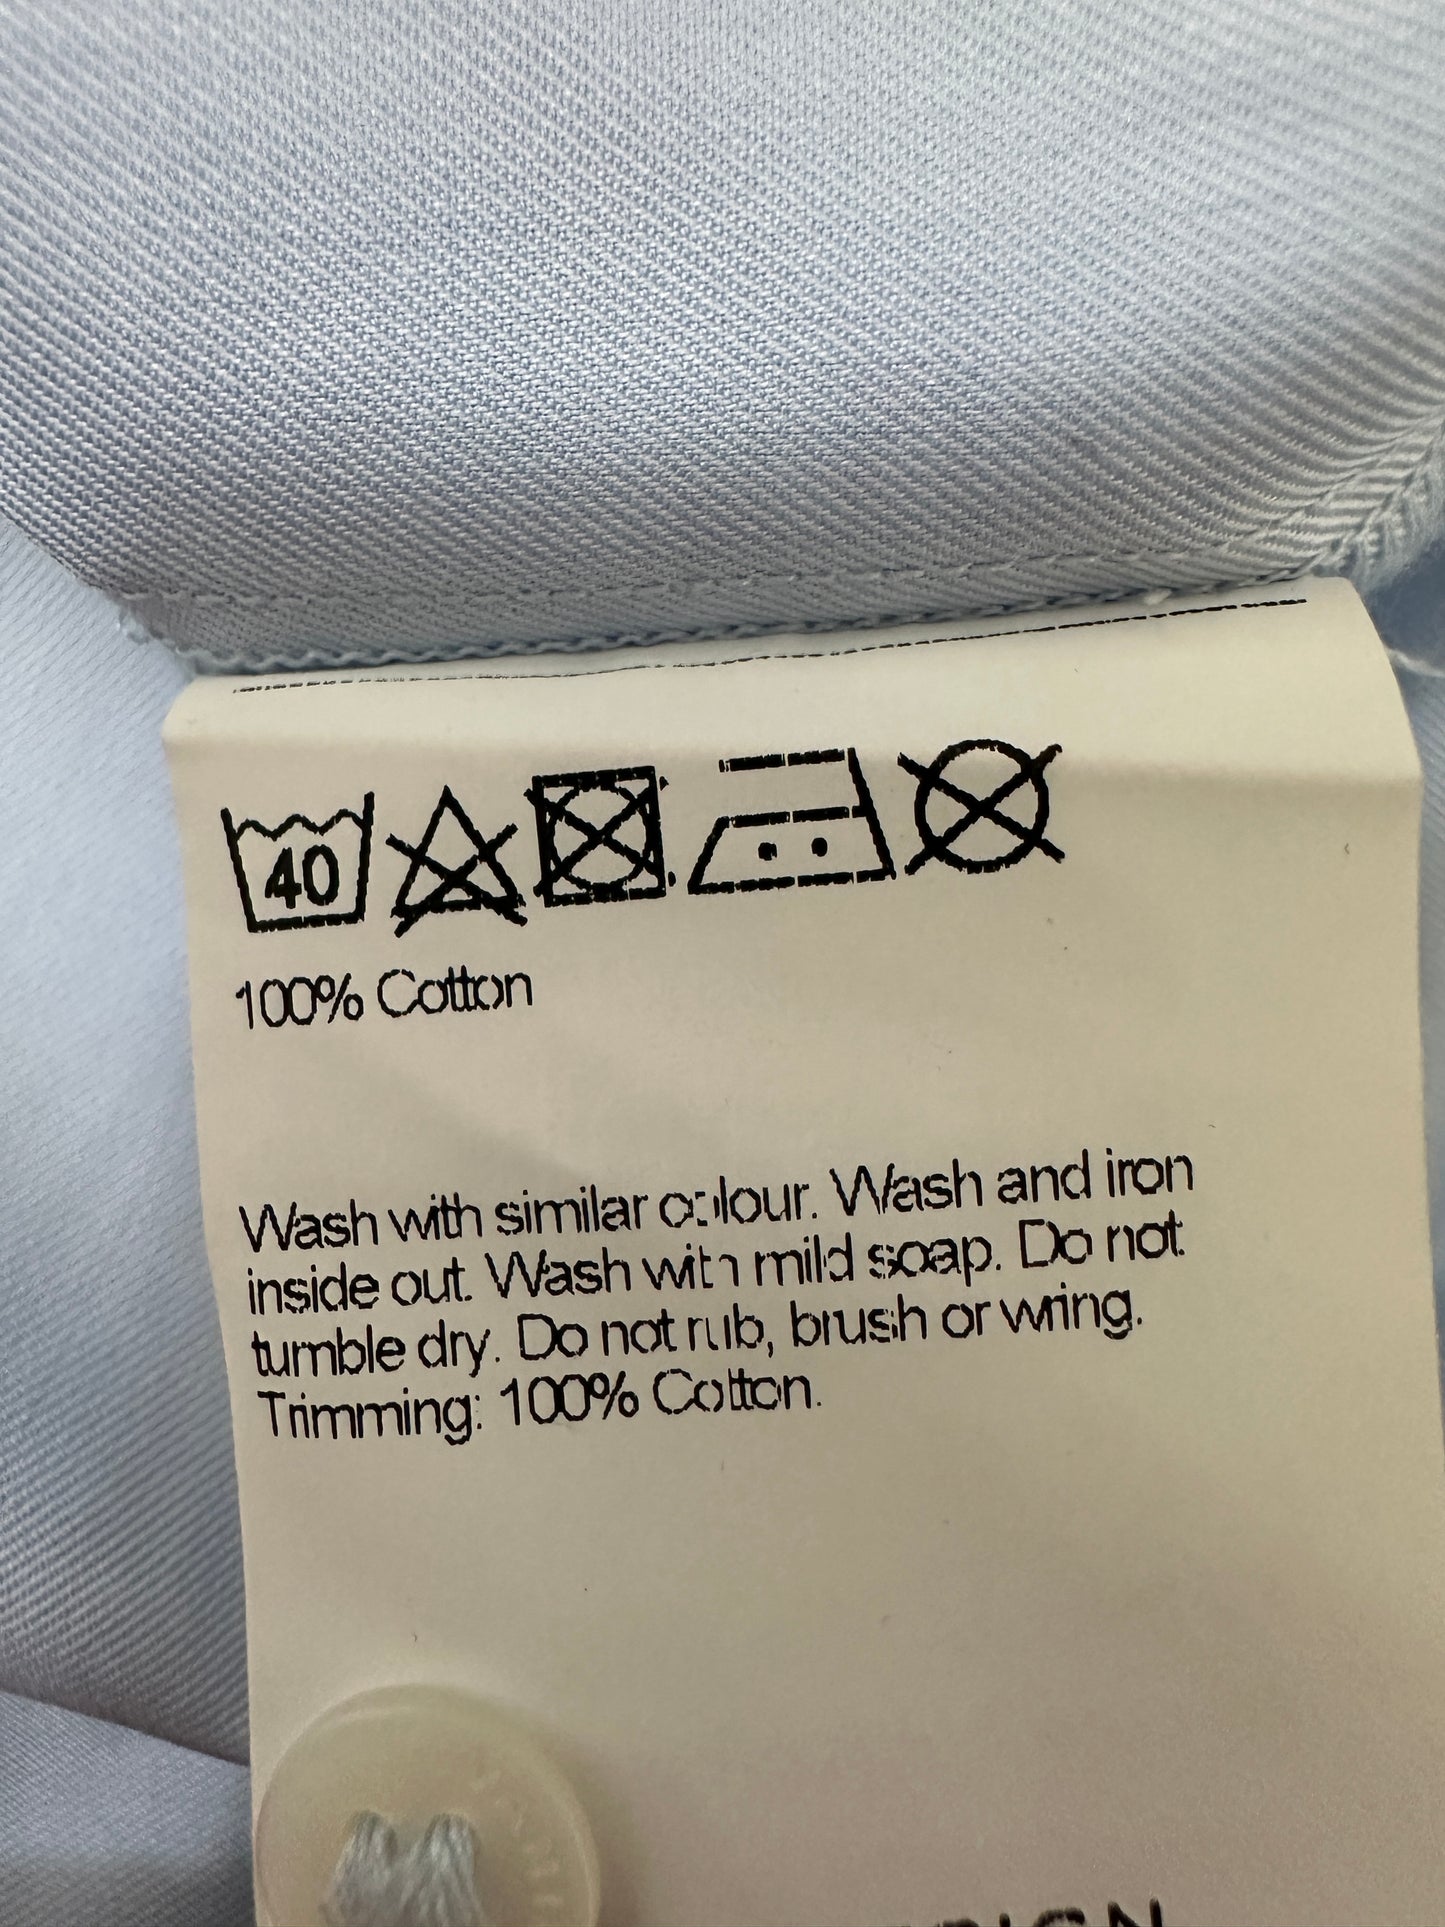 40
100% Cotton
Wash with similar colour. Wash and iron
inside out. Wash with mild soap. Do not
tumble dry. Do not rub, brush or wring.
Trimming: 100% Cotton.